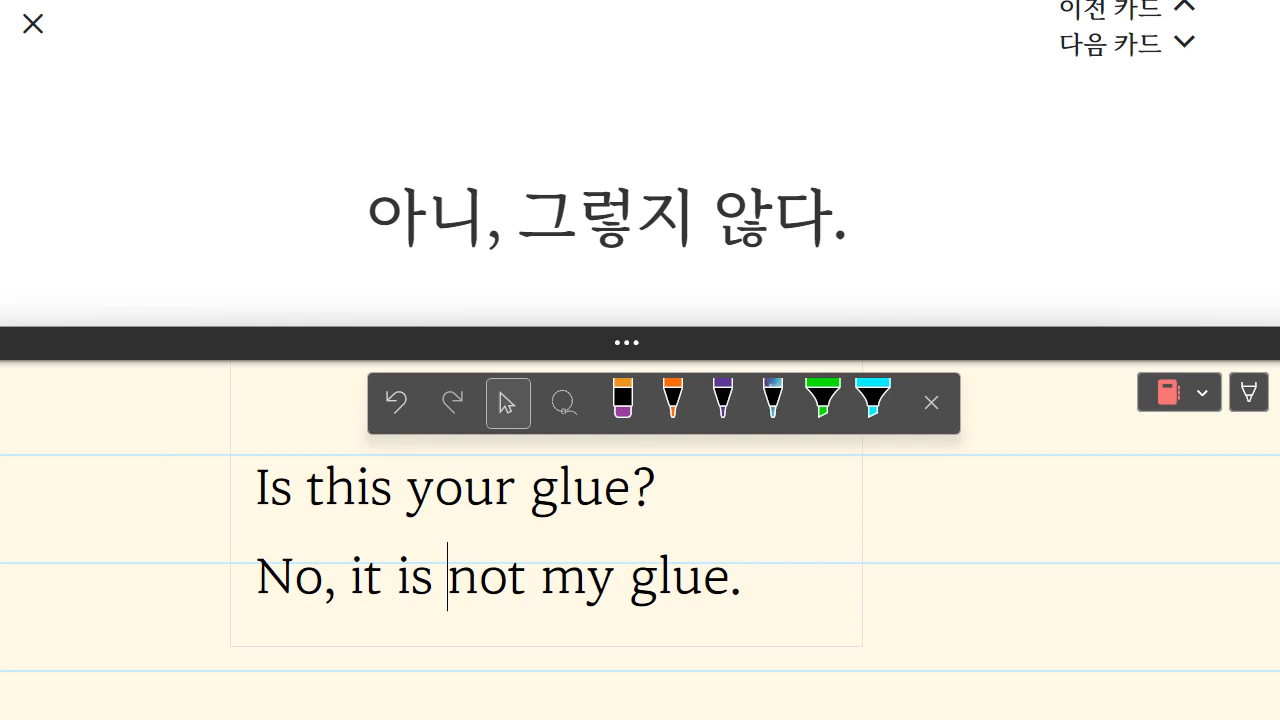 이전 카드
다음 카드
아니, 그렇지 않다.
Is this your glue?
No, it is not my glue.